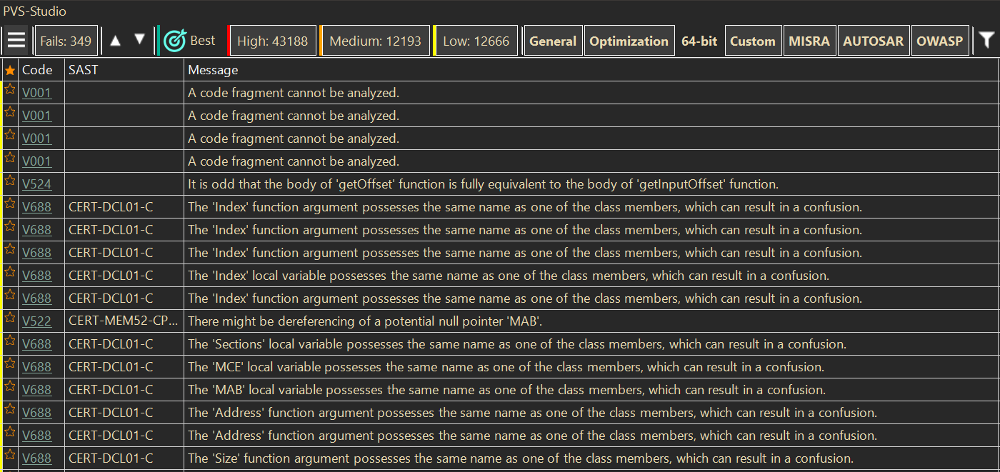 PVS-Studio
Fails: 349 Best High: 43188 Medium: 12193 Low: 12666 General Optimization 64-bit Custom MISRA AUTOSAR OWASP
Code SAST Message
V001 A code fragment cannot be analyzed.
V001 A code fragment cannot be analyzed.
V001 A code fragment cannot be analyzed.
V001 A code fragment cannot be analyzed.
V524 It is odd that the body of 'getOffset' function is fully equivalent to the body of 'getInputOffset' function.
V688 CERT-DCL01-C The 'Index' function argument possesses the same name as one of the class members, which can result in a confusion.
V688 CERT-DCL01-C The 'Index' function argument possesses the same name as one of the class members, which can result in a confusion.
V688 CERT-DCL01-C The 'Index' function argument possesses the same name as one of the class members, which can result in a confusion.
V688 CERT-DCL01-C The 'Index' local variable possesses the same name as one of the class members, which can result in a confusion.
V688 CERT-DCL01-C The 'Index' function argument possesses the same name as one of the class members, which can result in a confusion.
V522 CERT-MEM52-CP... There might be dereferencing of a potential null pointer 'MAB'.
V688 CERT-DCL01-C The 'Sections' local variable possesses the same name as one of the class members, which can result in a confusion.
V688 CERT-DCL01-C The 'MCE' local variable possesses the same name as one of the class members, which can result in a confusion.
V688 CERT-DCL01-C The 'MAB' local variable possesses the same name as one of the class members, which can result in a confusion.
V688 CERT-DCL01-C The 'Address' function argument possesses the same name as one of the class members, which can result in a confusion.
V688 CERT-DCL01-C The 'Address' function argument possesses the same name as one of the class members, which can result in a confusion.
V688 CERT-DCL01-C The 'Size' function argument possesses the same name as one of the class members, which can result in a confusion.